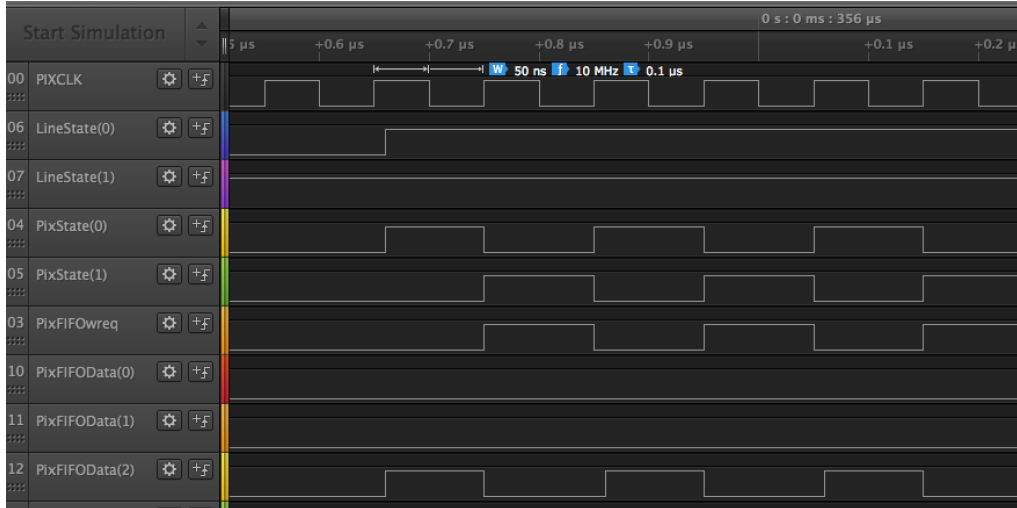 Start Simulation
0 s : 0 ms : 356 µs
5 µs +0.6 µs +0.7 µs +0.8 µs +0.9 µs +0.1 µs +0.2 µ
00 PIXCLK
W 50 ns f 10 MHz T 0.1 µs
06 LineState(0)
07 LineState(1)
04 PixState(0)
05 PixState(1)
03 PixFIFOwreq
10 PixFIFOData(0)
11 PixFIFOData(1)
12 PixFIFOData(2)